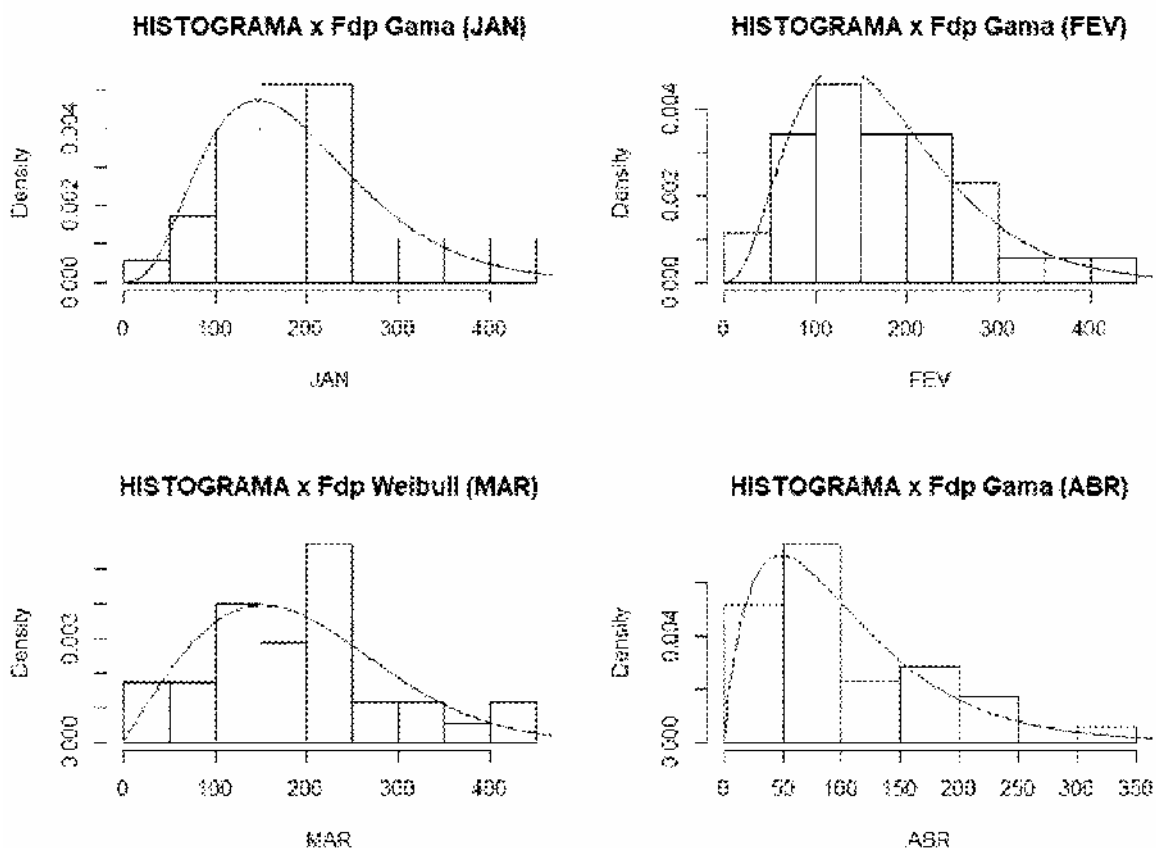 HISTOGRAMA x Fdp Gama (JAN)
Density
0.000 0.002 0.004
0 100 200 300 400
JAN
HISTOGRAMA x Fdp Gama (FEV)
Density
0.000 0.002 0.004
0 100 200 300 400
FEV
HISTOGRAMA x Fdp Weibull (MAR)
Density
0.000 0.003
0 100 200 300 400
MAR
HISTOGRAMA x Fdp Gama (ABR)
Density
0.000 0.004
0 50 100 150 200 250 300 350
ABR